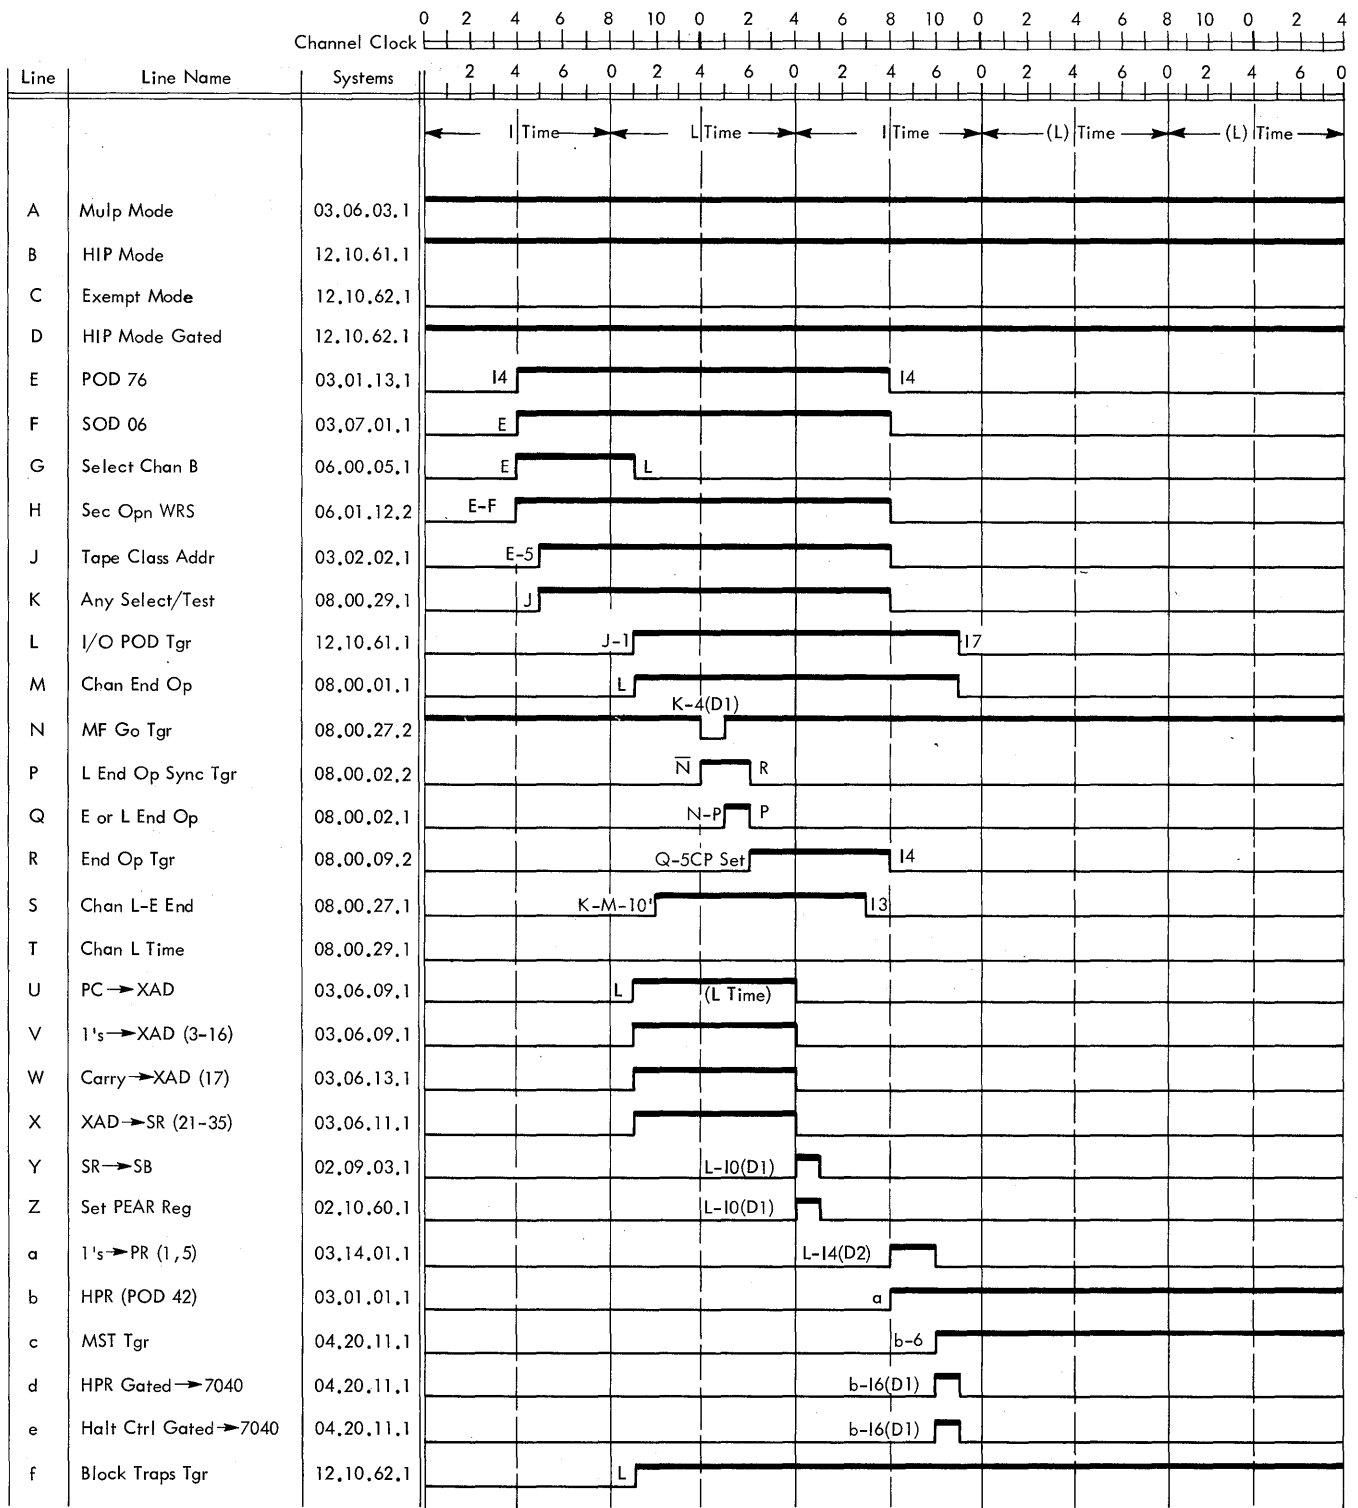 0 2 4 6 8 10 0 2 4 6 8 10 0 2 4 6 8 10 0 2 4
Channel Clock
Line Line Name Systems 2 4 6 0 2 4 6 0 2 4 6 0 2 4 6 0 2 4 6 0
I Time L Time I Time (L) Time (L) Time
A Mulp Mode 03.06.03.1
B HIP Mode 12.10.61.1
C Exempt Mode 12.10.62.1
D HIP Mode Gated 12.10.62.1
E POD 76 03.01.13.1 I4 I4
F SOD 06 03.07.01.1 E
G Select Chan B 06.00.05.1 E L
H Sec Opn WRS 06.01.12.2 E-F
J Tape Class Addr 03.02.02.1 E-5
K Any Select/Test 08.00.29.1 J
L I/O POD Tgr 12.10.61.1 J-1 I7
M Chan End Op 08.00.01.1 L
K-4(D1)
N MF Go Tgr 08.00.27.2
P L End Op Sync Tgr 08.00.02.2 N̅ R
Q E or L End Op 08.00.02.1 N-P P
R End Op Tgr 08.00.09.2 Q-5CP Set I4
S Chan L-E End 08.00.27.1 K-M-10' I3
T Chan L Time 08.00.29.1
U PC→XAD 03.06.09.1 L (L Time)
V 1's→XAD (3-16) 03.06.09.1
W Carry→XAD (17) 03.06.13.1
X XAD→SR (21-35) 03.06.11.1
Y SR→SB 02.09.03.1 L-I0(D1)
Z Set PEAR Reg 02.10.60.1 L-I0(D1)
a 1's→PR (1,5) 03.14.01.1 L-I4(D2)
b HPR (POD 42) 03.01.01.1 a
c MST Tgr 04.20.11.1 b-6
d HPR Gated→7040 04.20.11.1 b-I6(D1)
e Halt Ctrl Gated→7040 04.20.11.1 b-I6(D1)
f Block Traps Tgr 12.10.62.1 L